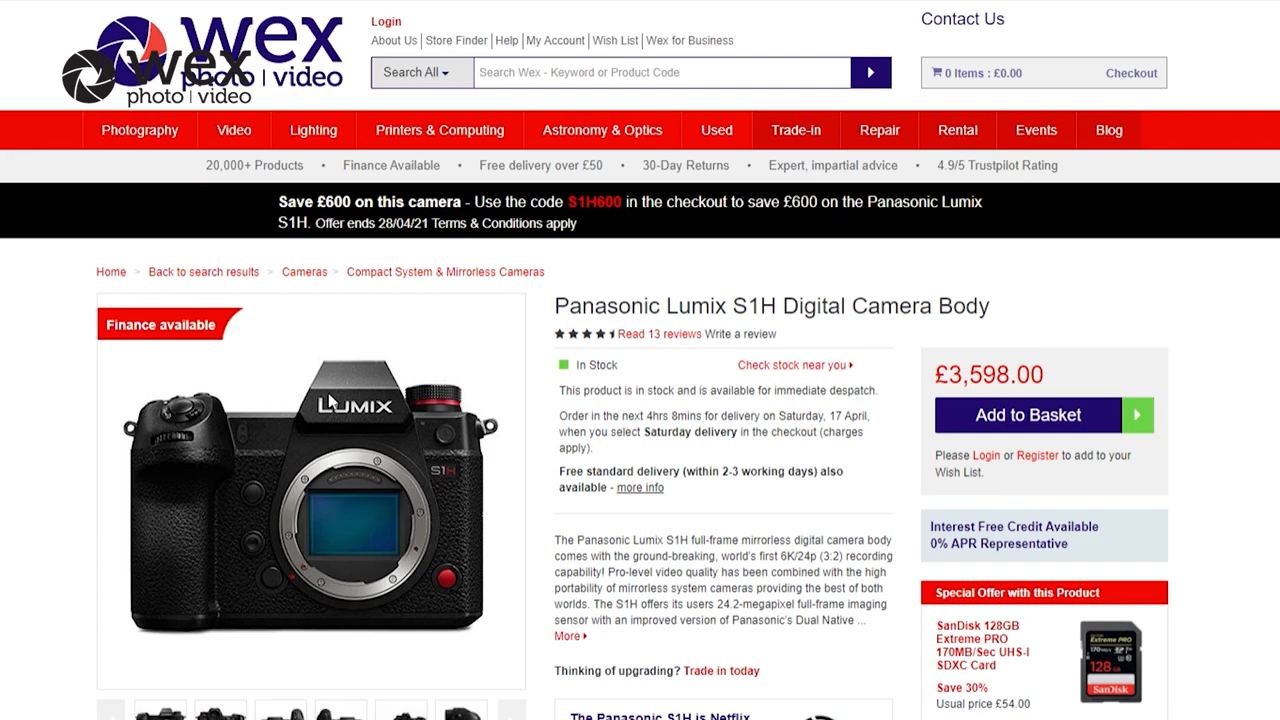 wex
photo | video
wex
photo | video
Login
About Us | Store Finder | Help | My Account | Wish List | Wex for Business
Search All
Search Wex - Keyword or Product Code
Contact Us
0 Items : £0.00
Checkout
Photography
Video
Lighting
Printers & Computing
Astronomy & Optics
Used
Trade-in
Repair
Rental
Events
Blog
20,000+ Products • Finance Available • Free delivery over £50 • 30-Day Returns • Expert, impartial advice • 4.9/5 Trustpilot Rating
Save £600 on this camera - Use the code S1H600 in the checkout to save £600 on the Panasonic Lumix
S1H. Offer ends 28/04/21 Terms & Conditions apply
Home > Back to search results > Cameras > Compact System & Mirrorless Cameras
Finance available
LUMIX
S1H
Panasonic Lumix S1H Digital Camera Body
Read 13 reviews Write a review
In Stock
Check stock near you
This product is in stock and is available for immediate despatch.
Order in the next 4hrs 8mins for delivery on Saturday, 17 April,
when you select Saturday delivery in the checkout (charges
apply).
Free standard delivery (within 2-3 working days) also
available - more info
The Panasonic Lumix S1H full-frame mirrorless digital camera body
comes with the ground-breaking, world's first 6K/24p (3:2) recording
capability! Pro-level video quality has been combined with the high
portability of mirrorless system cameras providing the best of both
worlds. The S1H offers its users 24.2-megapixel full-frame imaging
sensor with an improved version of Panasonic's Dual Native ...
More
Thinking of upgrading? Trade in today
The Panasonic S1H is Netflix
£3,598.00
Add to Basket
Please Login or Register to add to your
Wish List.
Interest Free Credit Available
0% APR Representative
Special Offer with this Product
SanDisk 128GB
Extreme PRO
170MB/Sec UHS-I
SDXC Card
Save 30%
Usual price £54.00
Extreme PRO
170
128
SanDisk